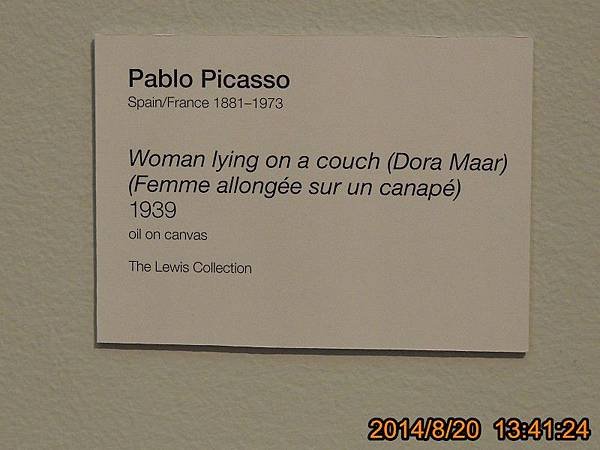 Pablo Picasso
Spain/France 1881–1973
Woman lying on a couch (Dora Maar)
(Femme allongée sur un canapé)
1939
oil on canvas
The Lewis Collection
2014/8/20 13:41:24